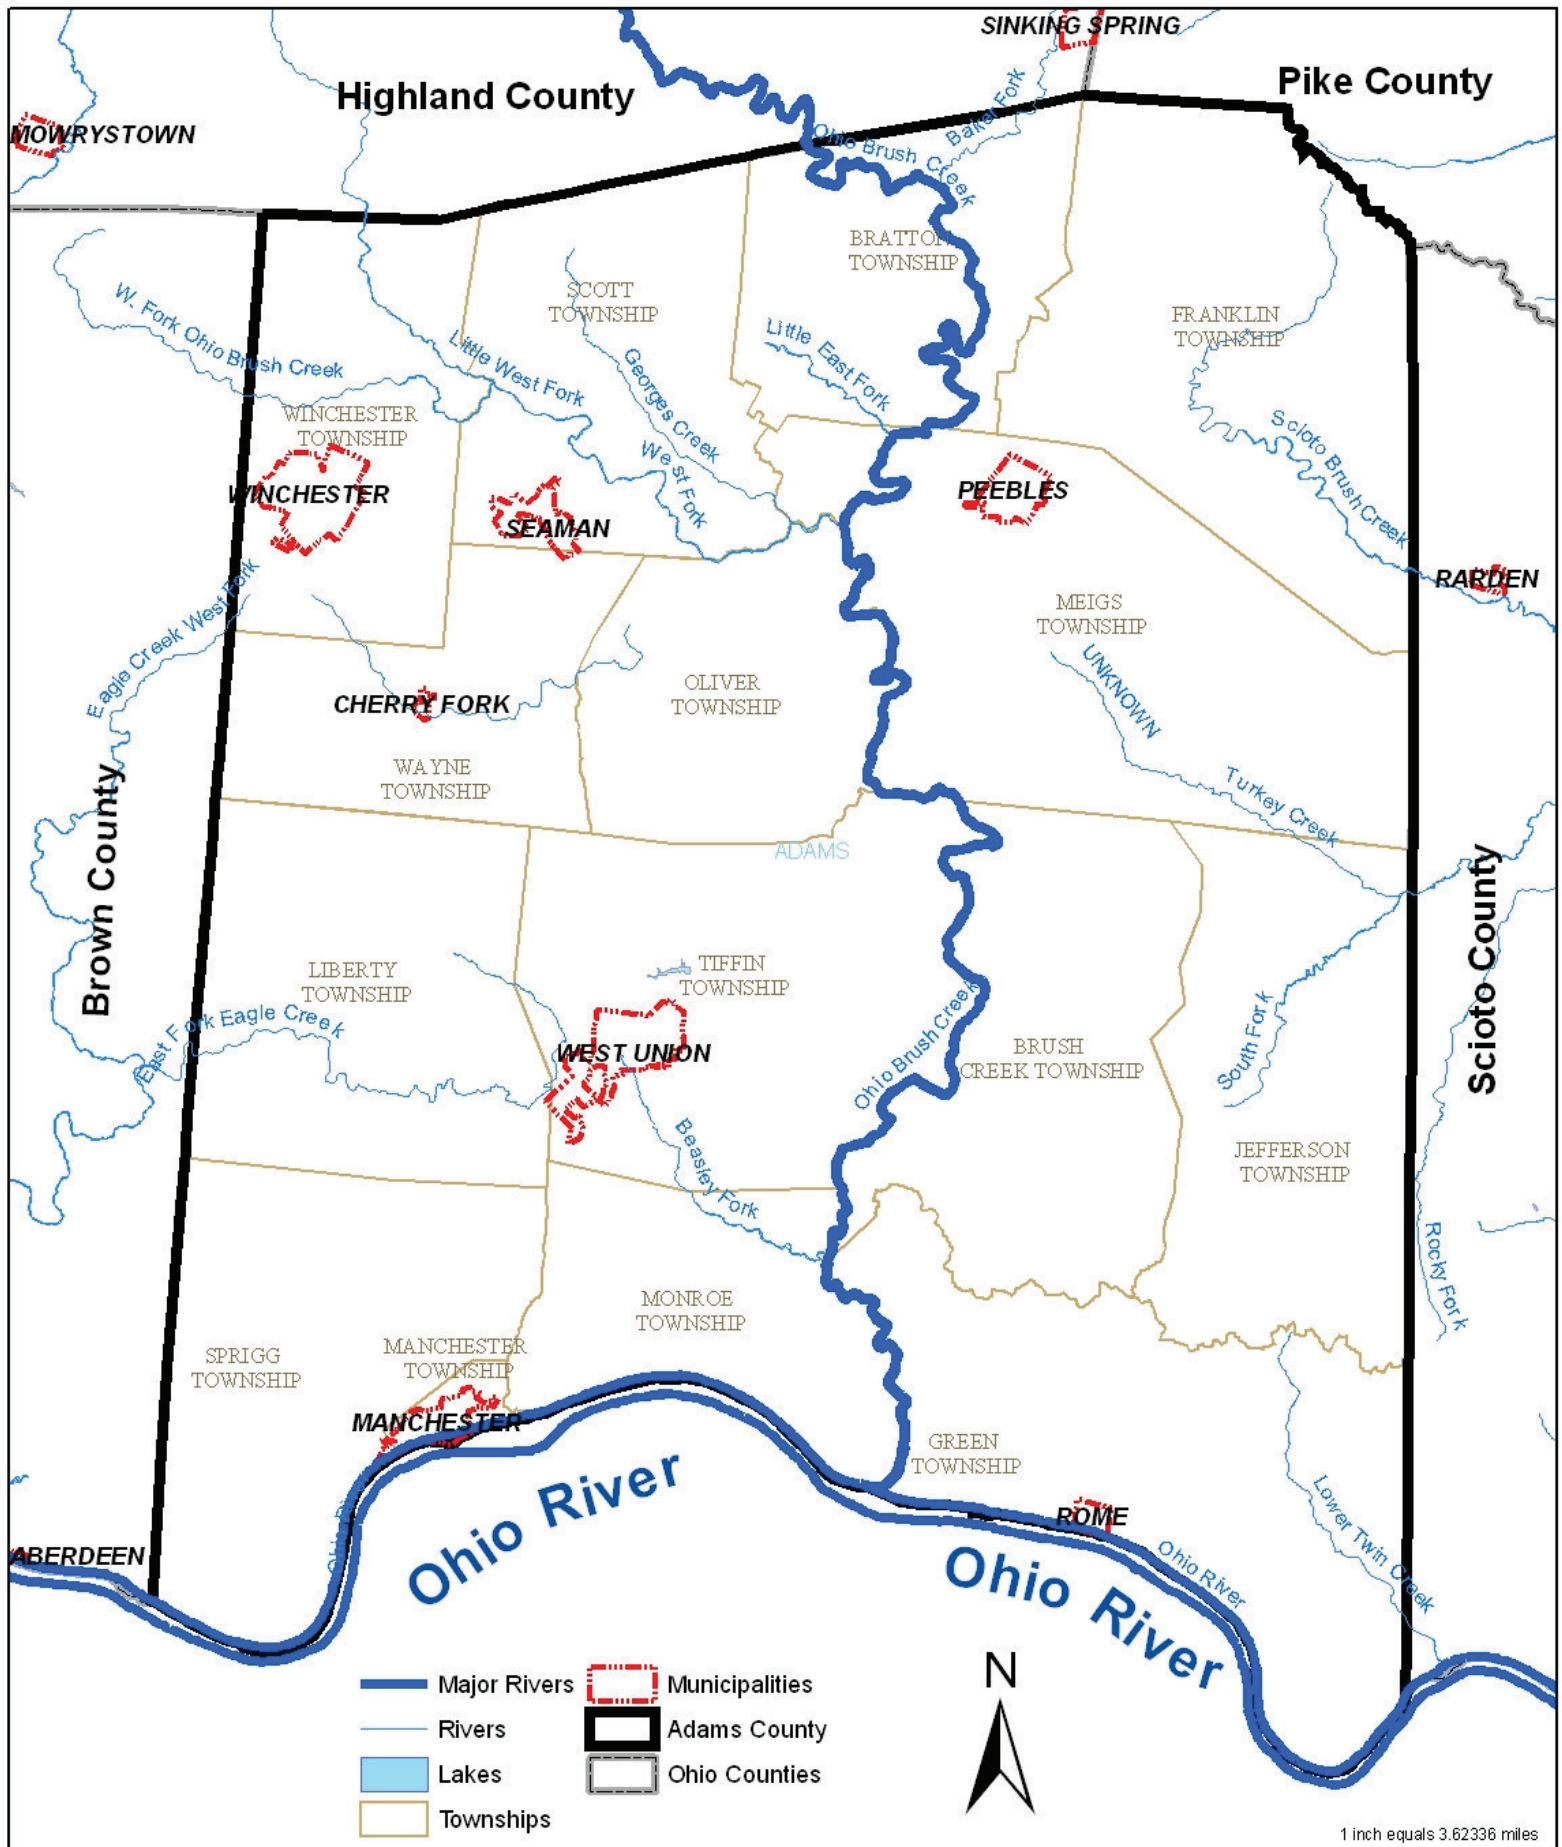 SINKING SPRING
Pike County
Highland County
MOWRYSTOWN
Baker Fork
Ohio Brush Creek
BRATTON
TOWNSHIP
SCOTT
TOWNSHIP
FRANKLIN
TOWNSHIP
W. Fork Ohio Brush Creek
Little West Fork
Georges Creek
Little East Fork
WINCHESTER
TOWNSHIP
West Fork
Scioto Brush Creek
WINCHESTER
SEAMAN
PEEBLES
RARDEN
Eagle Creek West Fork
MEIGS
TOWNSHIP
UNKNOWN
CHERRY FORK
OLIVER
TOWNSHIP
WAYNE
TOWNSHIP
Turkey Creek
Brown County
ADAMS
Scioto County
LIBERTY
TOWNSHIP
TIFFIN
TOWNSHIP
East Fork Eagle Creek
WEST UNION
Ohio Brush Creek
BRUSH
CREEK TOWNSHIP
South Fork
Beasley Fork
JEFFERSON
TOWNSHIP
Rocky Fork
MONROE
TOWNSHIP
SPRIGG
TOWNSHIP
MANCHESTER
TOWNSHIP
MANCHESTER
GREEN
TOWNSHIP
Ohio River
Ohio River
ROME
Lower Twin Creek
Ohio River
Ohio River
ABERDEEN
N
Major Rivers
Rivers
Lakes
Townships
Municipalities
Adams County
Ohio Counties
1 inch equals 3.62336 miles